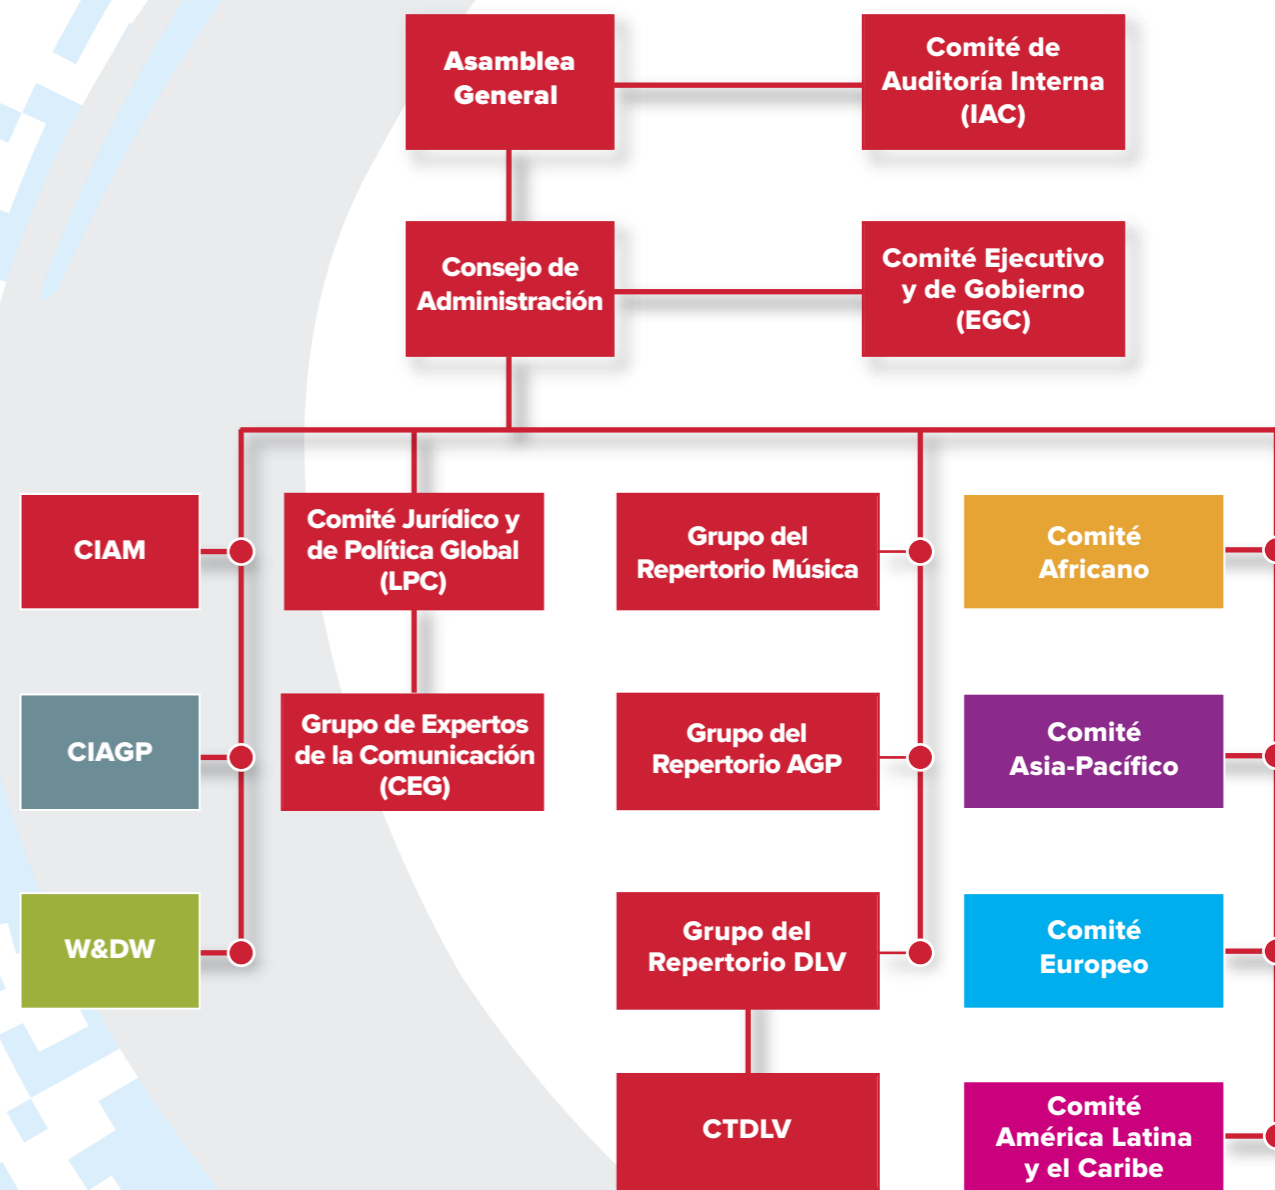 Asamblea
General
Comité de
Auditoría Interna
(IAC)
Consejo de
Administración
Comité Ejecutivo
y de Gobierno
(EGC)
CIAM
Comité Jurídico y
de Política Global
(LPC)
Grupo del
Repertorio Música
Comité
Africano
CIAGP
Grupo de Expertos
de la Comunicación
(CEG)
Grupo del
Repertorio AGP
Comité
Asia-Pacífico
W&DW
Grupo del
Repertorio DLV
Comité
Europeo
CTDLV
Comité
América Latina
y el Caribe